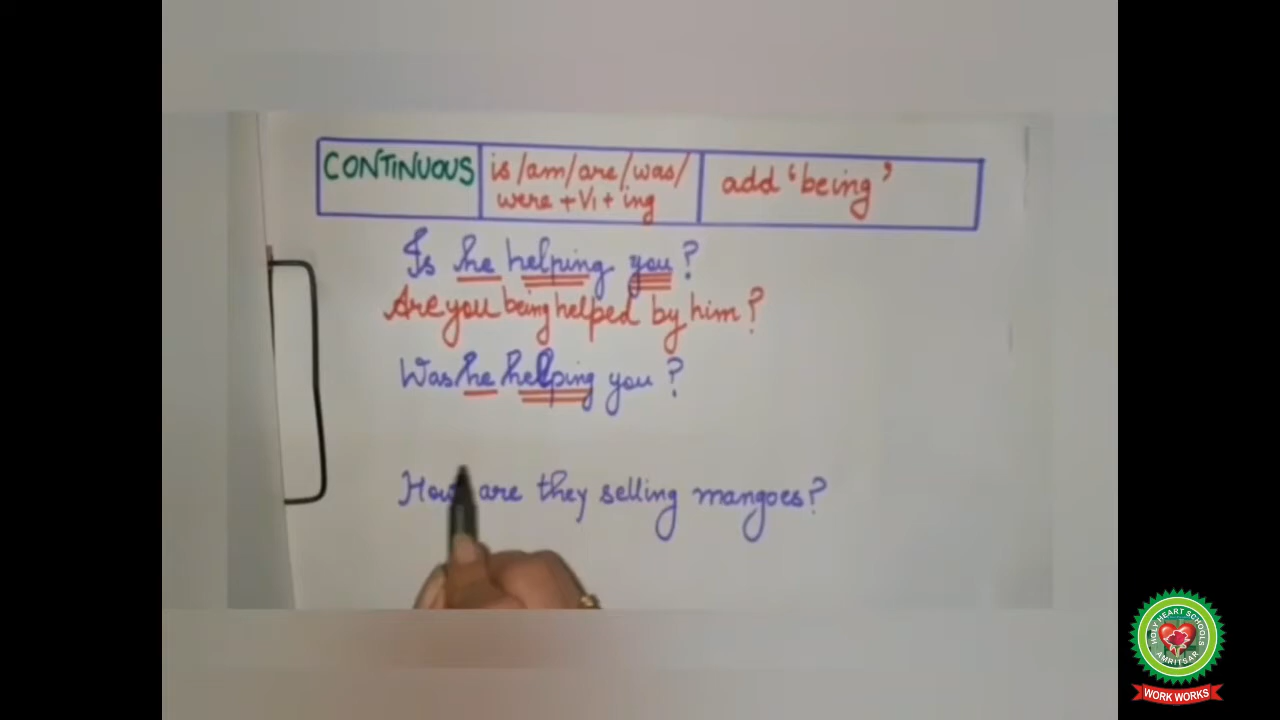 CONTINUOUS
is/am/are/was/
were + V1 + ing
add 'being'
Is he helping you?
Are you being helped by him?
Was he helping you?
How are they selling mangoes?
HOLY HEART SCHOOLS
AMRITSAR
WORK WORKS